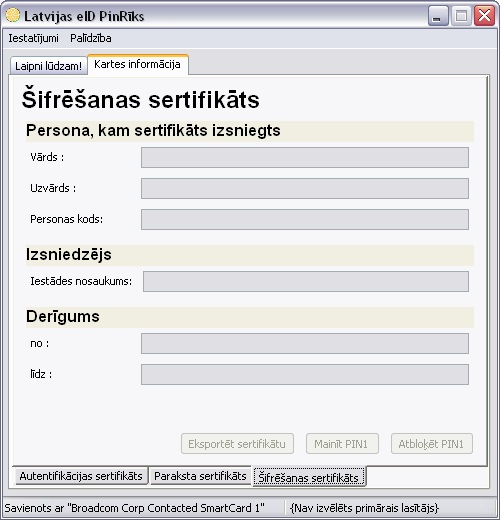 Latvijas eID PinRīks
Iestatījumi Palīdzība
Laipni lūdzam! Kartes informācija
Šifrēšanas sertifikāts
Persona, kam sertifikāts izsniegts
Vārds :
Uzvārds :
Personas kods:
Izsniedzējs
Iestādes nosaukums:
Derīgums
no :
līdz :
Eksportēt sertifikātu Mainīt PIN1 Atbloķēt PIN1
Autentifikācijas sertifikāts Paraksta sertifikāts Šifrēšanas sertifikāts
Savienots ar "Broadcom Corp Contacted SmartCard 1" {Nav izvēlēts primārais lasītājs}